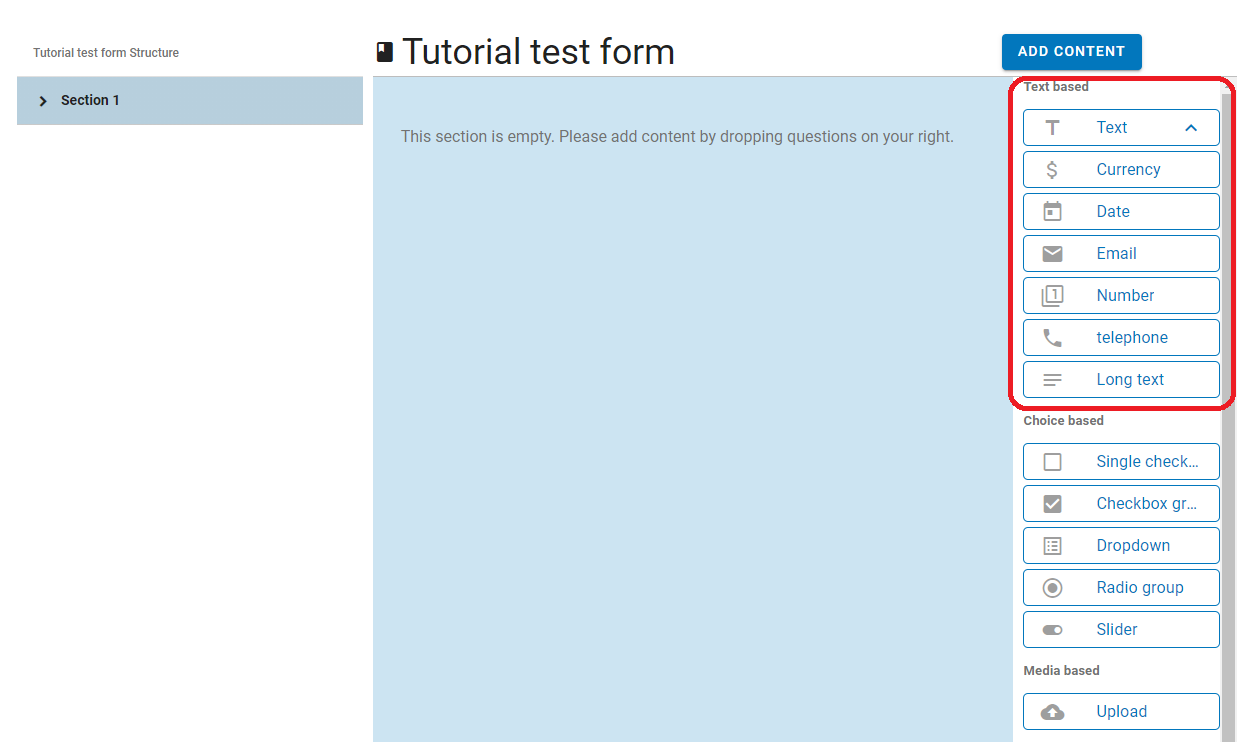 Tutorial test form Structure
Section 1
Tutorial test form
ADD CONTENT
This section is empty. Please add content by dropping questions on your right.
Text based
Text
Currency
Date
Email
Number
telephone
Long text
Choice based
Single check...
Checkbox gr...
Dropdown
Radio group
Slider
Media based
Upload